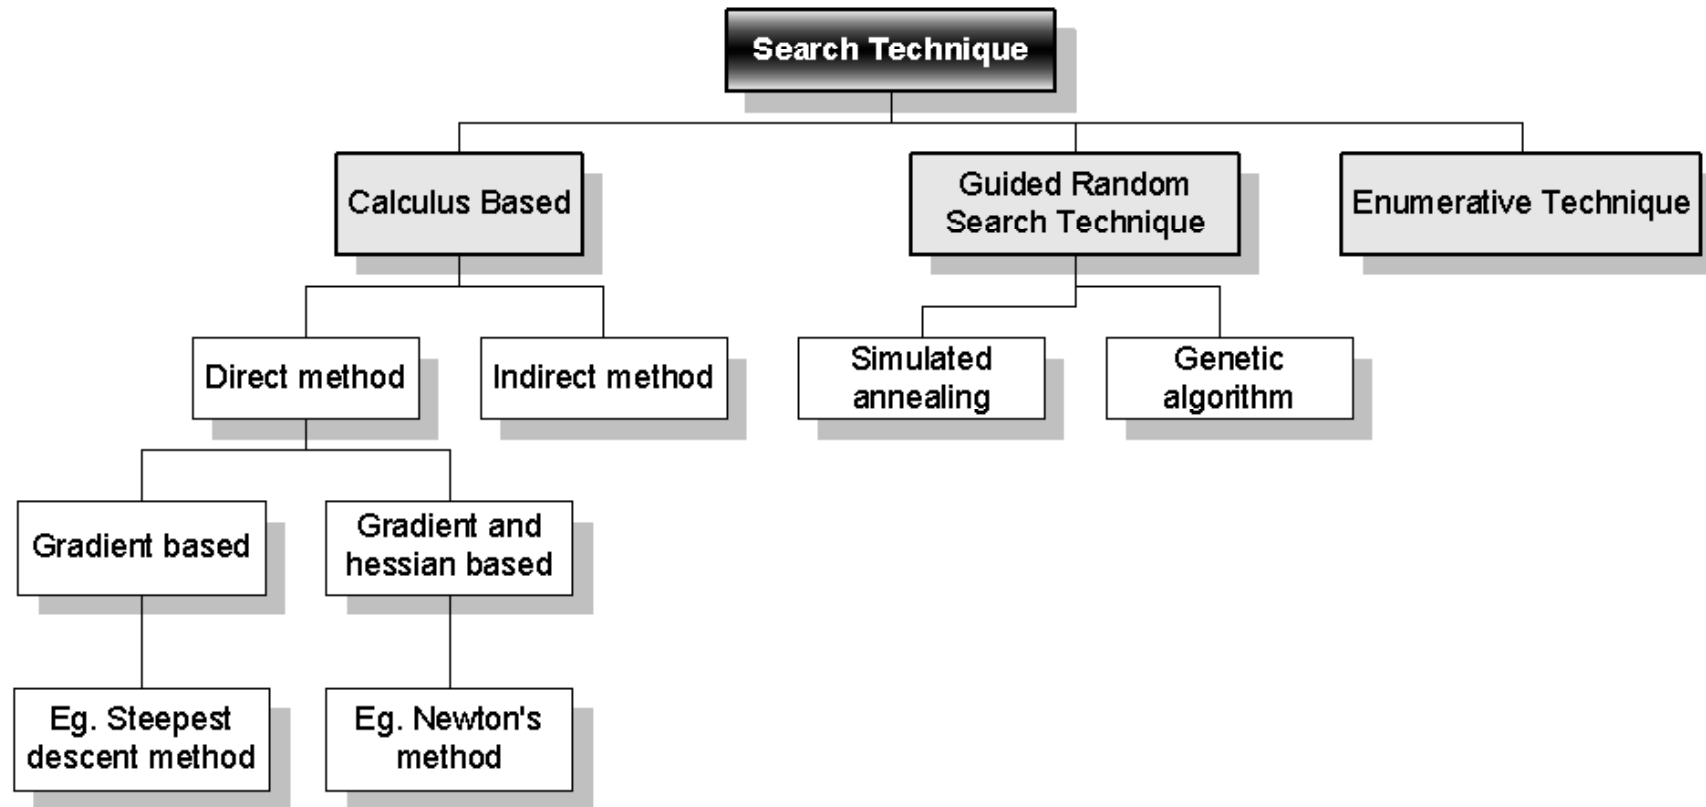 Search Technique
Calculus Based
Guided Random
Search Technique
Enumerative Technique
Direct method
Indirect method
Simulated
annealing
Genetic
algorithm
Gradient based
Gradient and
hessian based
Eg. Steepest
descent method
Eg. Newton's
method